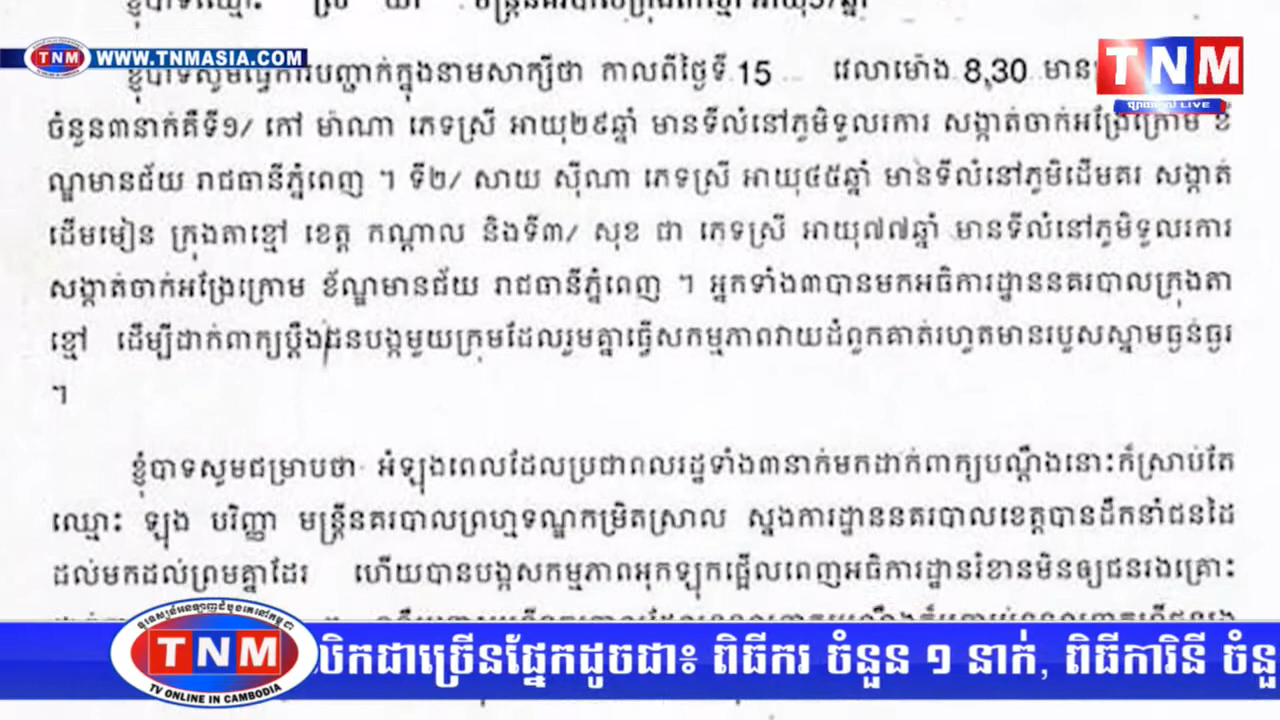 WWW.TNMASIA.COM
TNM
TV ONLINE IN CAMBODIA
TNM
LIVE
ខ្ញុំបាទសូមធ្វើការបញ្ជាក់ក្នុងនាមសាក្សីថា កាលពីថ្ងៃទី 15 វេលាម៉ោង 8,30 មាន
ចំនួន៣នាក់គឺទី១/ កៅ ម៉ាណា ភេទស្រី អាយុ២៩ឆ្នាំ មានទីលំនៅភូមិទួលរការ សង្កាត់ចាក់អង្រែក្រោម ខ័
ណ្ឌមានជ័យ រាជធានីភ្នំពេញ ។ ទី២/ សាយ ស៊ីណា ភេទស្រី អាយុ៤៥ឆ្នាំ មានទីលំនៅភូមិដើមគរ សង្កាត់
ដើមមៀន ក្រុងតាខ្មៅ ខេត្ត កណ្តាល និងទី៣/ សុខ ជា ភេទស្រី អាយុ៧៧ឆ្នាំ មានទីលំនៅភូមិទួលរការ
សង្កាត់ចាក់អង្រែក្រោម ខ័ណ្ឌមានជ័យ រាជធានីភ្នំពេញ ។ អ្នកទាំង៣បានមកអធិការដ្ឋាននគរបាលក្រុងតា
ខ្មៅ ដើម្បីដាក់ពាក្យប្តឹងជនបង្កមួយក្រុមដែលរួមគ្នាធ្វើសកម្មភាពវាយដំពួកគាត់រហូតមានរបួសស្នាមធ្ងន់ធ្ងរ
។
ខ្ញុំបាទសូមជម្រាបថា អំឡុងពេលដែលប្រជាពលរដ្ឋទាំង៣នាក់មកដាក់ពាក្យបណ្តឹងនោះក៏ស្រាប់តែ
ឈ្មោះ ឡុង បរិញ្ញា មន្ត្រីនគរបាលព្រហ្មទណ្ឌកម្រិតស្រាល ស្នងការដ្ឋាននគរបាលខេត្តបានដឹកនាំជនដៃ
ដល់មកដល់ព្រមគ្នាដែរ ហើយបានបង្កសកម្មភាពអុកឡុកផ្អើលពេញអធិការដ្ឋានរំខានមិនឲ្យជនរងគ្រោះ
TNM
TV ONLINE IN CAMBODIA
ជាច្រើនផ្នែកដូចជា៖ ពិធីករ ចំនួន ១ នាក់, ពិធីការិនី ចំនួ